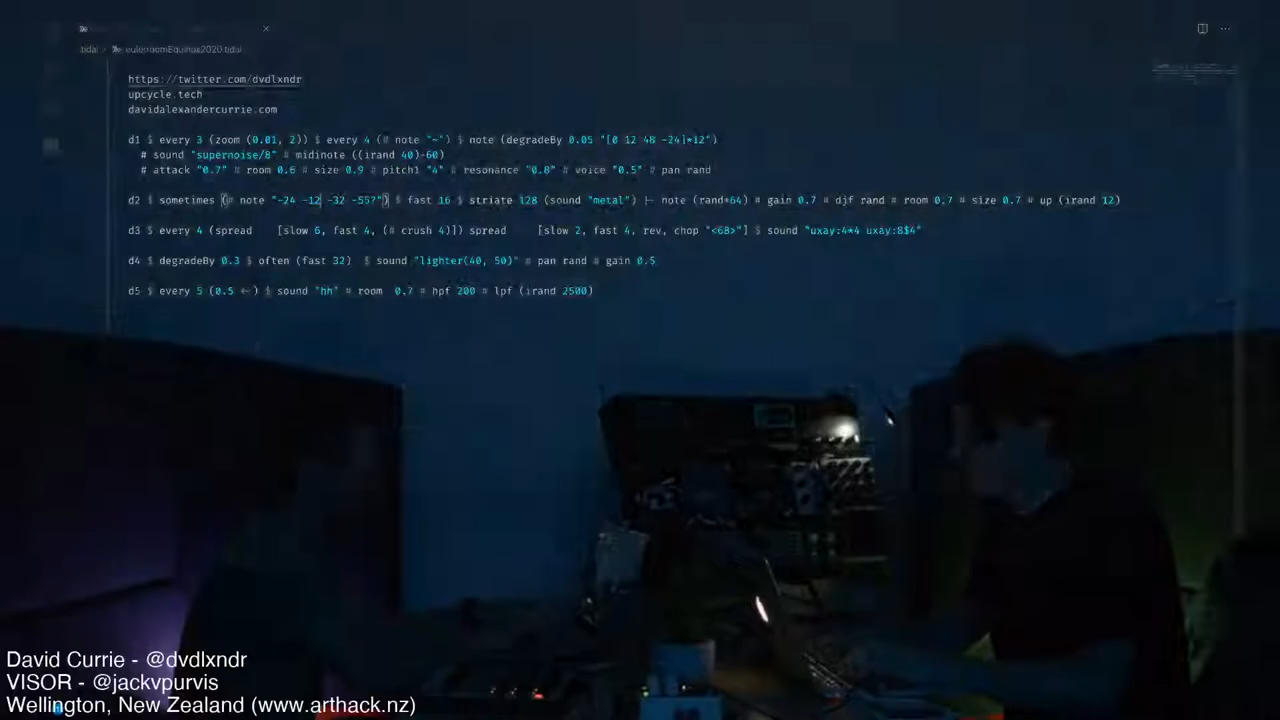 tidal > eulerroomEquinox2020.tidal
https://twitter.com/dvdlxndr
upcycle.tech
davidalexandercurrie.com
d1 $ every 3 (zoom (0.01, 2)) $ every 4 (# note "~") $ note (degradeBy 0.05 "[0 12 48 -24]*12")
# sound "supernoise/8" # midinote ((irand 40)-60)
# attack "0.7" # room 0.6 # size 0.9 # pitch1 "4" # resonance "0.8" # voice "0.5" # pan rand
d2 $ sometimes (# note "-24 -12 -32 -55?") $ fast 16 $ striate 128 (sound "metal") |- note (rand*64) # gain 0.7 # djf rand # room 0.7 # size 0.7 # up (irand 12)
d3 $ every 4 (spread ($) [slow 6, fast 4, (# crush 4)]) spread ($) [slow 2, fast 4, rev, chop "<68>"] $ sound "uxay:4*4 uxay:8$4"
d4 $ degradeBy 0.3 $ often (fast 32) $ sound "lighter(40, 50)" # pan rand # gain 0.5
d5 $ every 5 (0.5 <~) $ sound "hh" # room 0.7 # hpf 200 # lpf (irand 2500)
David Currie - @dvdlxndr
VISOR - @jackvpurvis
Wellington, New Zealand (www.arthack.nz)